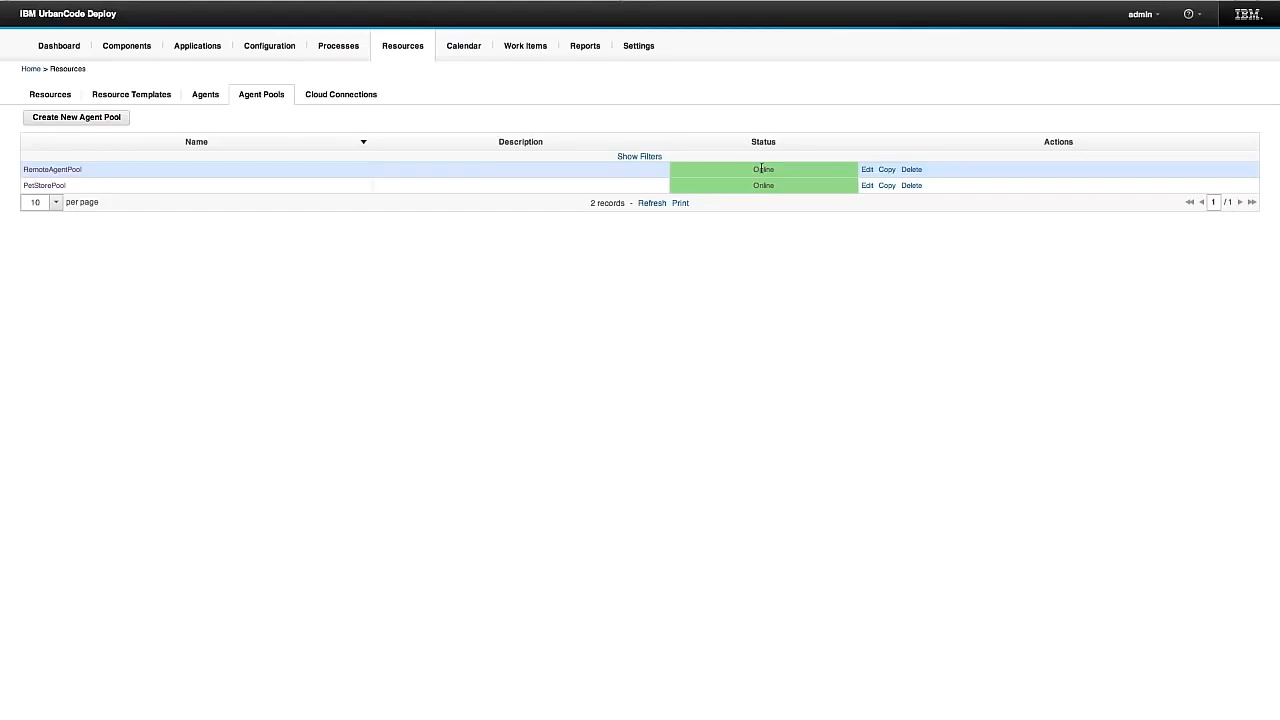 IBM UrbanCode Deploy admin IBM
Dashboard Components Applications Configuration Processes Resources Calendar Work Items Reports Settings
Home > Resources
Resources Resource Templates Agents Agent Pools Cloud Connections
Create New Agent Pool
Name Description Status Actions
Show Filters
RemoteAgentPool Online Edit Copy Delete
PetStorePool Online Edit Copy Delete
10 per page 2 records - Refresh Print 1 / 1